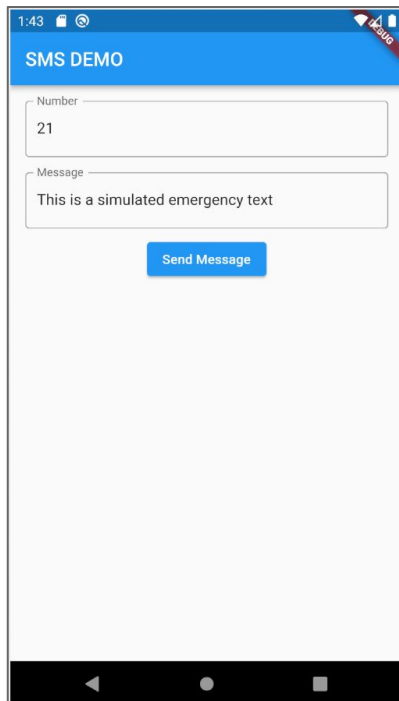 1:43
DEBUG
SMS DEMO
Number
21
Message
This is a simulated emergency text
Send Message